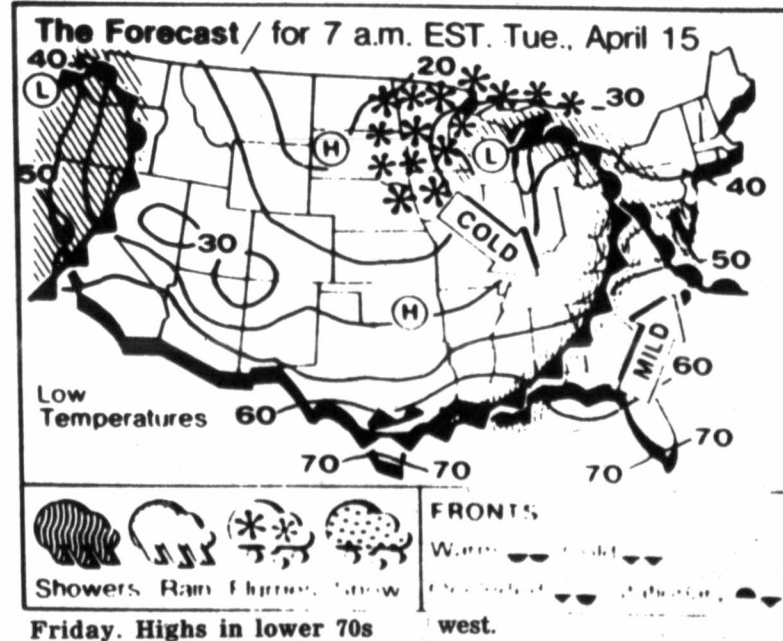 The Forecast / for 7 a.m. EST. Tue., April 15
40
20
L
30
H
L
50
40
COLD
30
50
H
MILD
60
Low
Temperatures
60
70
70
70
70
FRONTS
Showers Rain
Friday. Highs in lower 70s
west.